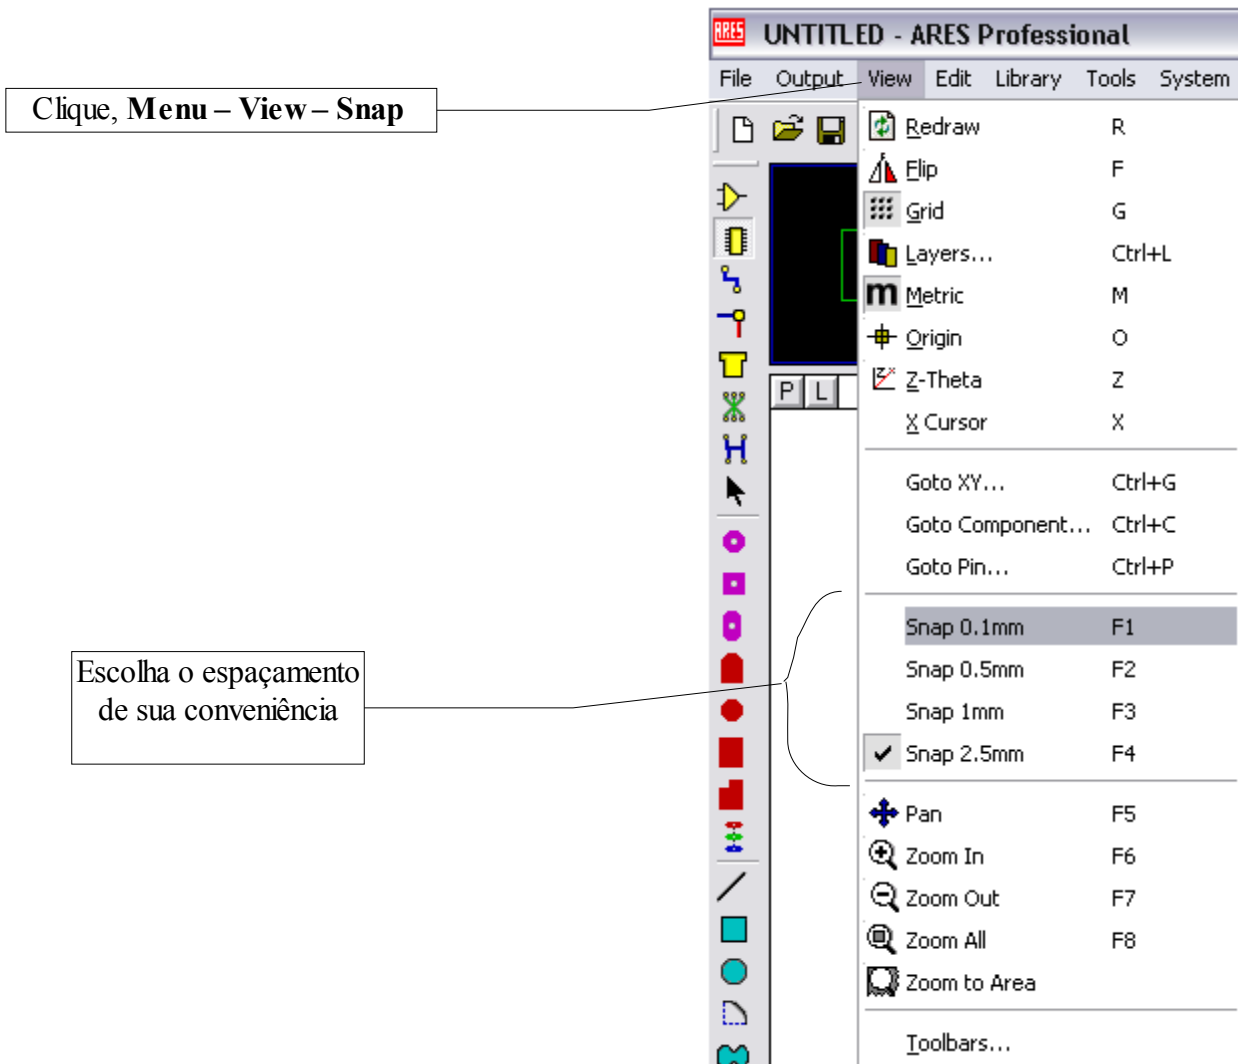 ARES UNTITLED - ARES Professional
File Output View Edit Library Tools System
Clique, Menu – View – Snap
Redraw R
Flip F
Grid G
Layers... Ctrl+L
m Metric M
Origin O
Z-Theta Z
P L
X Cursor X
Goto XY... Ctrl+G
Goto Component... Ctrl+C
Goto Pin... Ctrl+P
Snap 0.1mm F1
Escolha o espaçamento
de sua conveniência
Snap 0.5mm F2
Snap 1mm F3
Snap 2.5mm F4
Pan F5
Zoom In F6
Zoom Out F7
Zoom All F8
Zoom to Area
Toolbars...